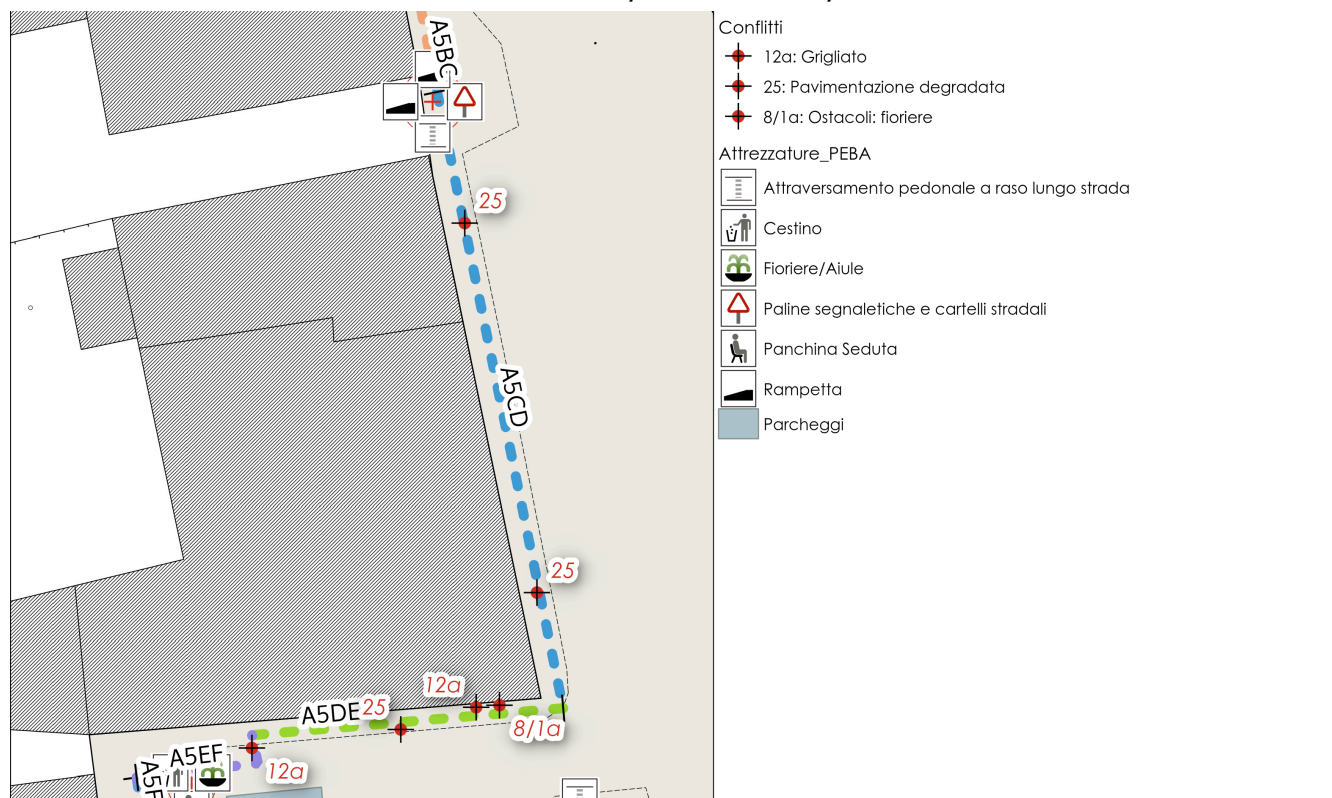 Conflitti
12a: Grigliato
25: Pavimentazione degradata
8/1a: Ostacoli: fioriere
Attrezzature_PEBA
Attraversamento pedonale a raso lungo strada
Cestino
Fioriere/Aiule
Paline segnaletiche e cartelli stradali
Panchina Seduta
Rampetta
Parcheggi
25
A5CD
25
12a
A5DE
25
8/1a
A5EF
12a